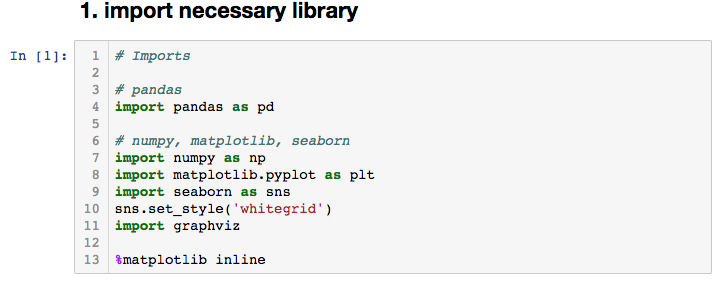 1. import necessary library
In [1]:
1 # Imports
2
3 # pandas
4 import pandas as pd
5
6 # numpy, matplotlib, seaborn
7 import numpy as np
8 import matplotlib.pyplot as plt
9 import seaborn as sns
10 sns.set_style('whitegrid')
11 import graphviz
12
13 %matplotlib inline